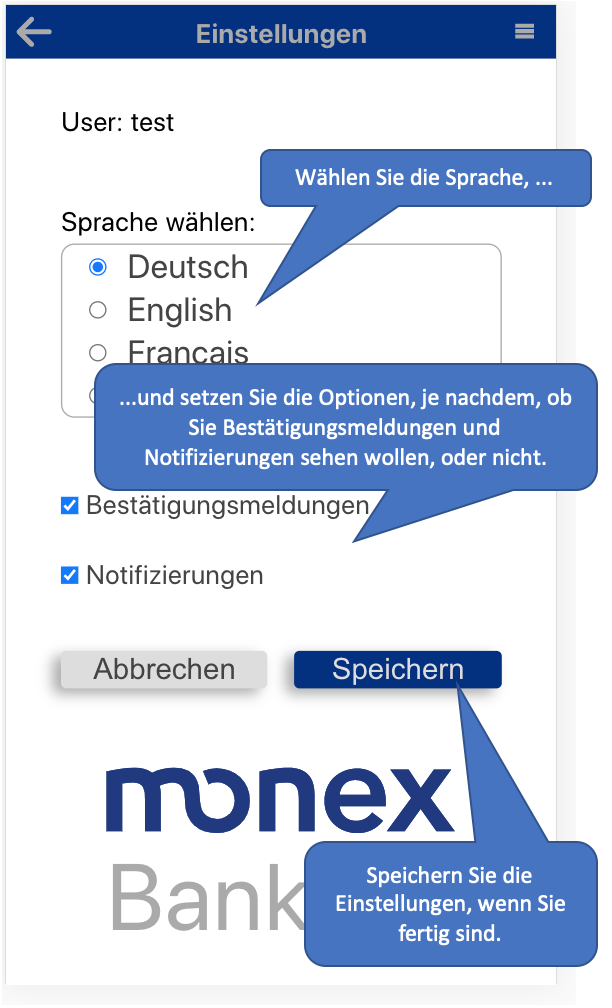 Einstellungen
User: test
Wählen Sie die Sprache, ...
Sprache wählen:
Deutsch
English
Francais
...und setzen Sie die Optionen, je nachdem, ob
Sie Bestätigungsmeldungen und
Notifizierungen sehen wollen, oder nicht.
Bestätigungsmeldungen
Notifizierungen
Abbrechen
Speichern
monex
Bank
Speichern Sie die
Einstellungen, wenn Sie
fertig sind.